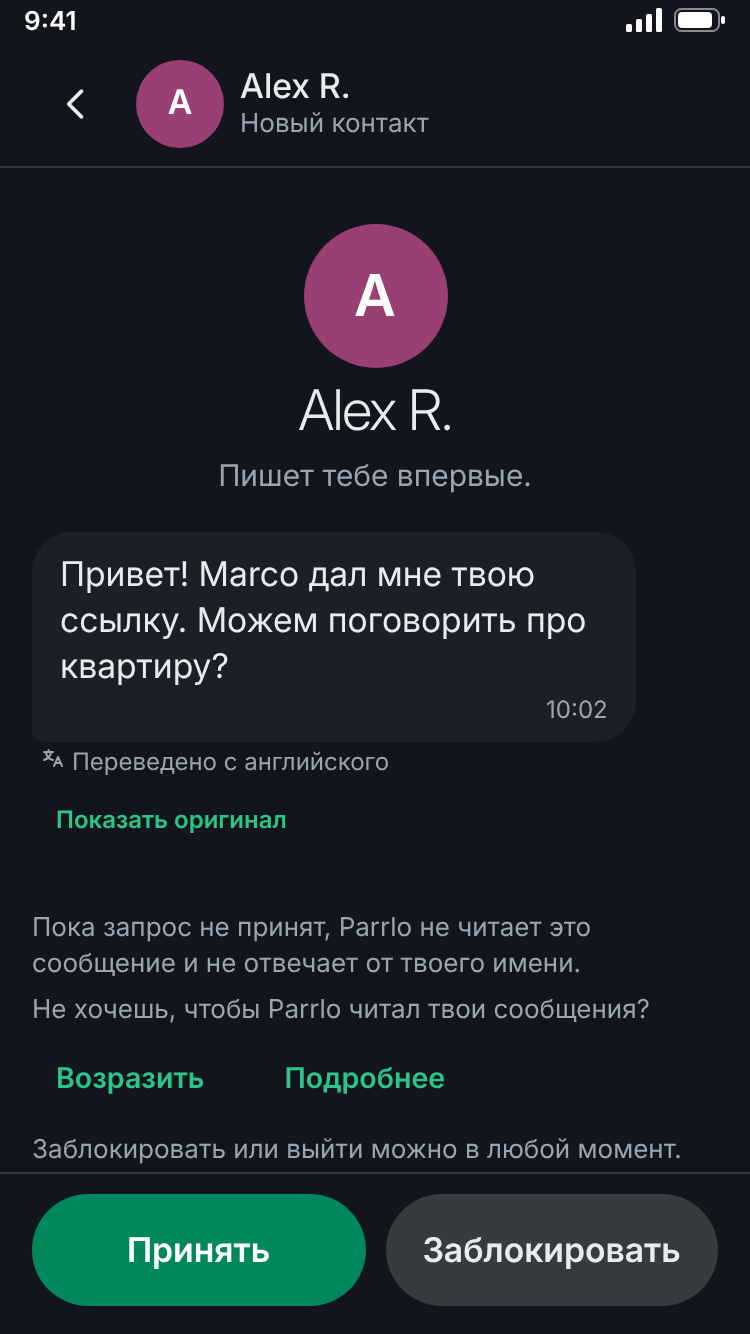 9:41
A
Alex R.
Новый контакт
A
Alex R.
Пишет тебе впервые.
Привет! Marco дал мне твою
ссылку. Можем поговорить про
квартиру?
10:02
Переведено с английского
Показать оригинал
Пока запрос не принят, Parrlo не читает это
сообщение и не отвечает от твоего имени.
Не хочешь, чтобы Parrlo читал твои сообщения?
Возразить Подробнее
Заблокировать или выйти можно в любой момент.
Принять Заблокировать